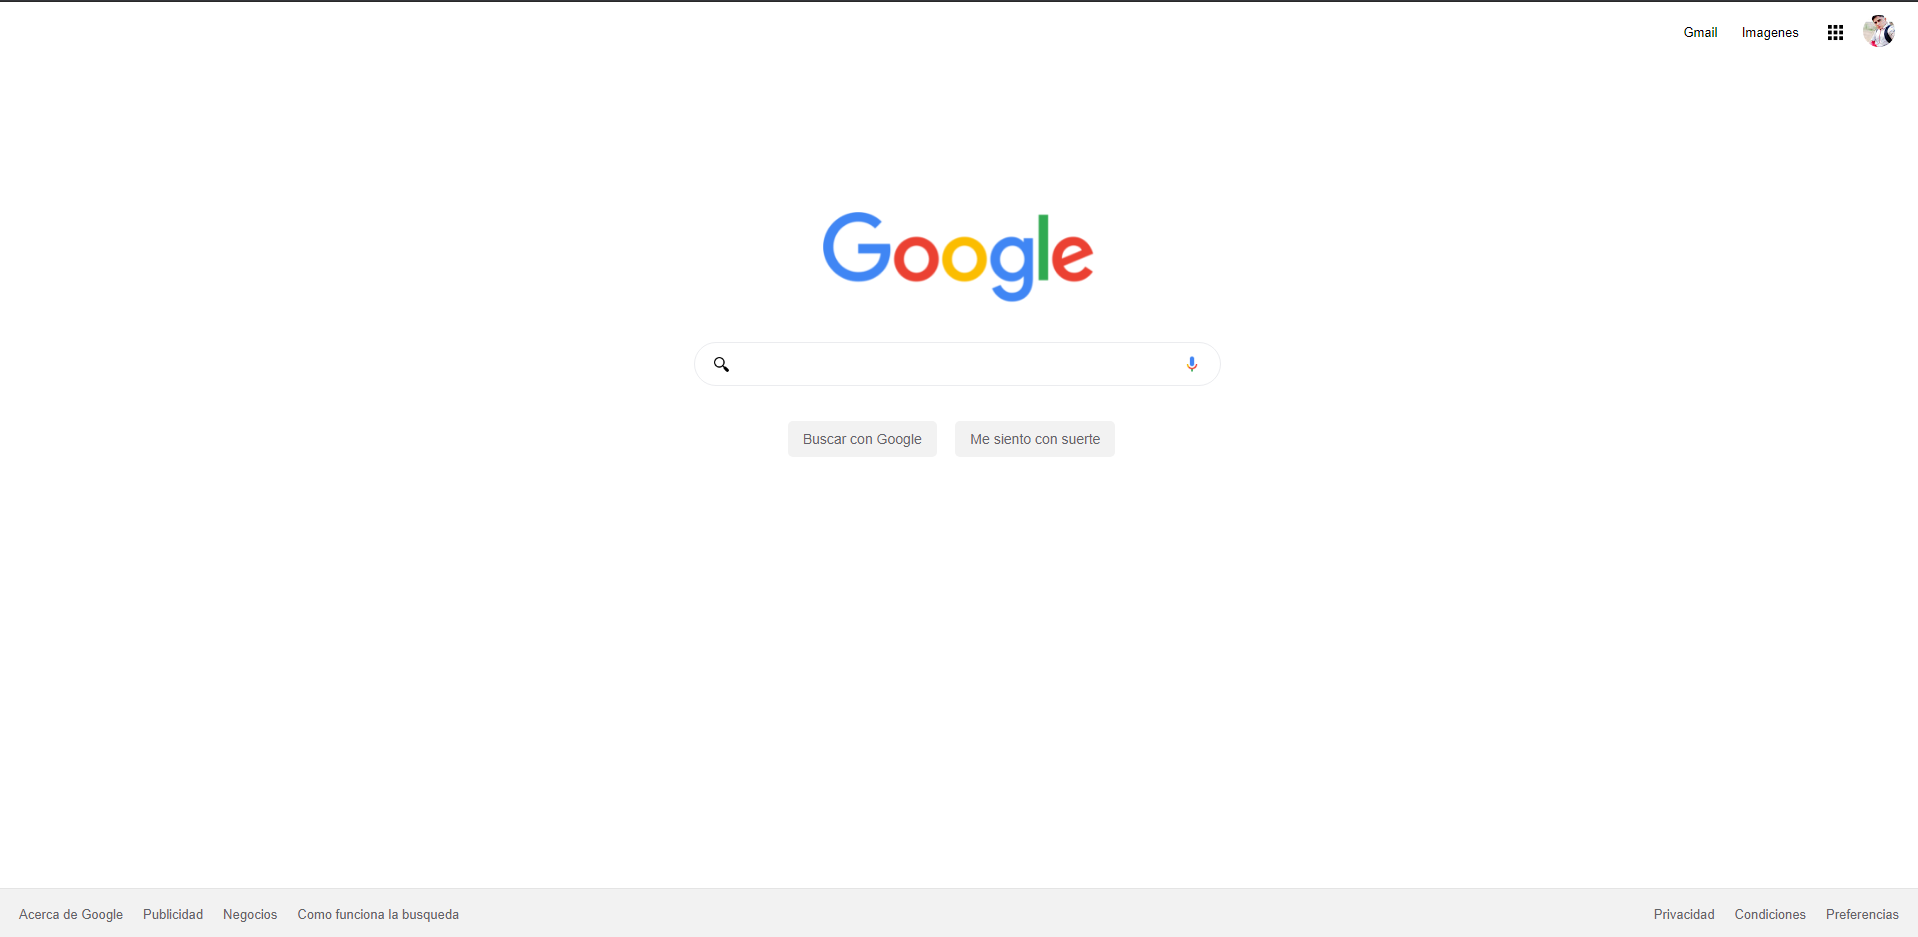 Gmail Imagenes
Google
Buscar con Google Me siento con suerte
Acerca de Google Publicidad Negocios Como funciona la busqueda Privacidad Condiciones Preferencias